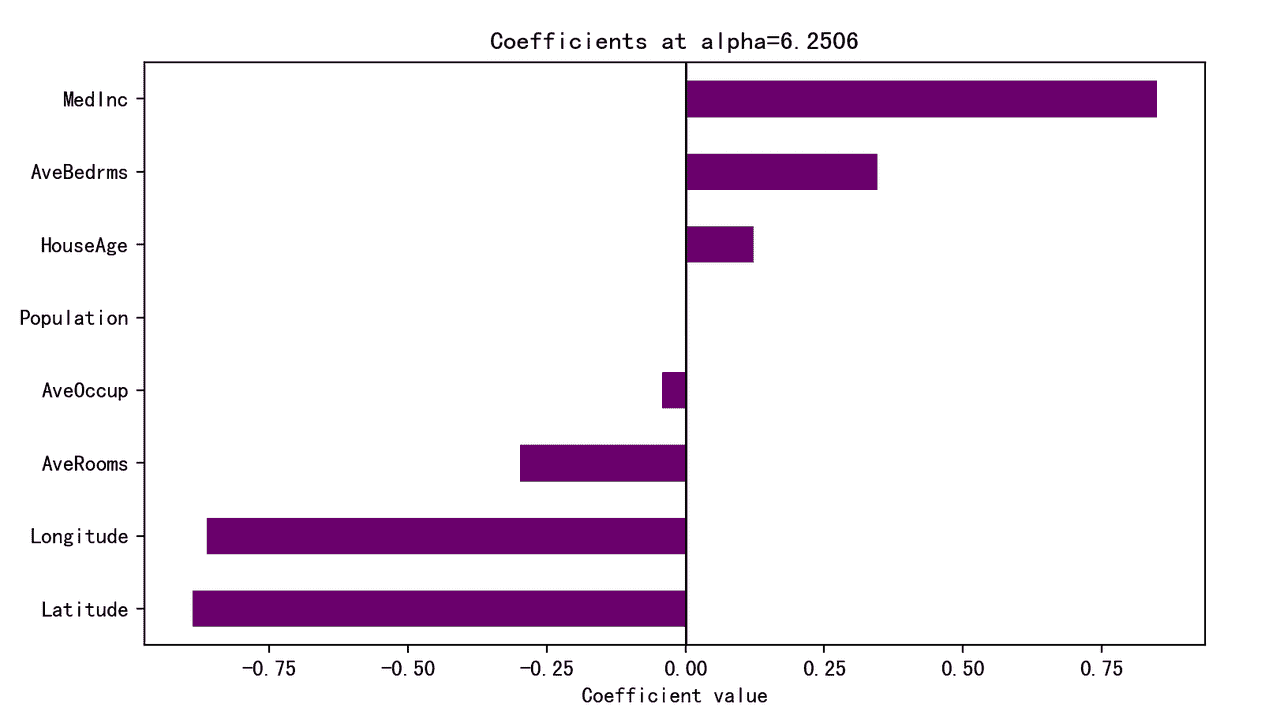 Coefficients at alpha=6.2506
MedInc
AveBedrms
HouseAge
Population
AveOccup
AveRooms
Longitude
Latitude
−0.75 −0.50 −0.25 0.00 0.25 0.50 0.75
Coefficient value